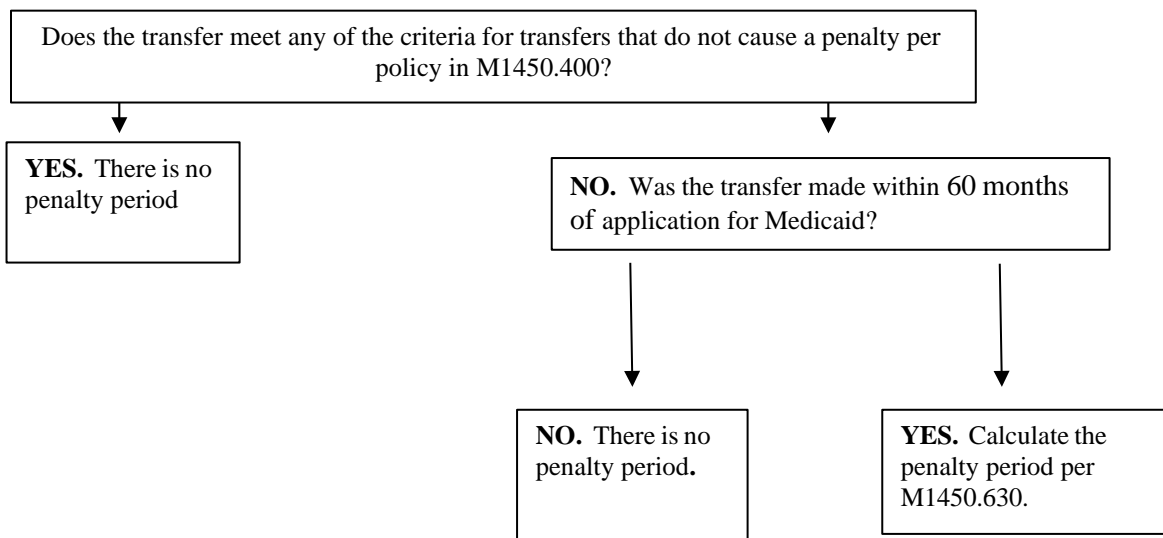 Does the transfer meet any of the criteria for transfers that do not cause a penalty per
policy in M1450.400?
YES. There is no
penalty period
NO. Was the transfer made within 60 months
of application for Medicaid?
NO. There is no
penalty period.
YES. Calculate the
penalty period per
M1450.630.